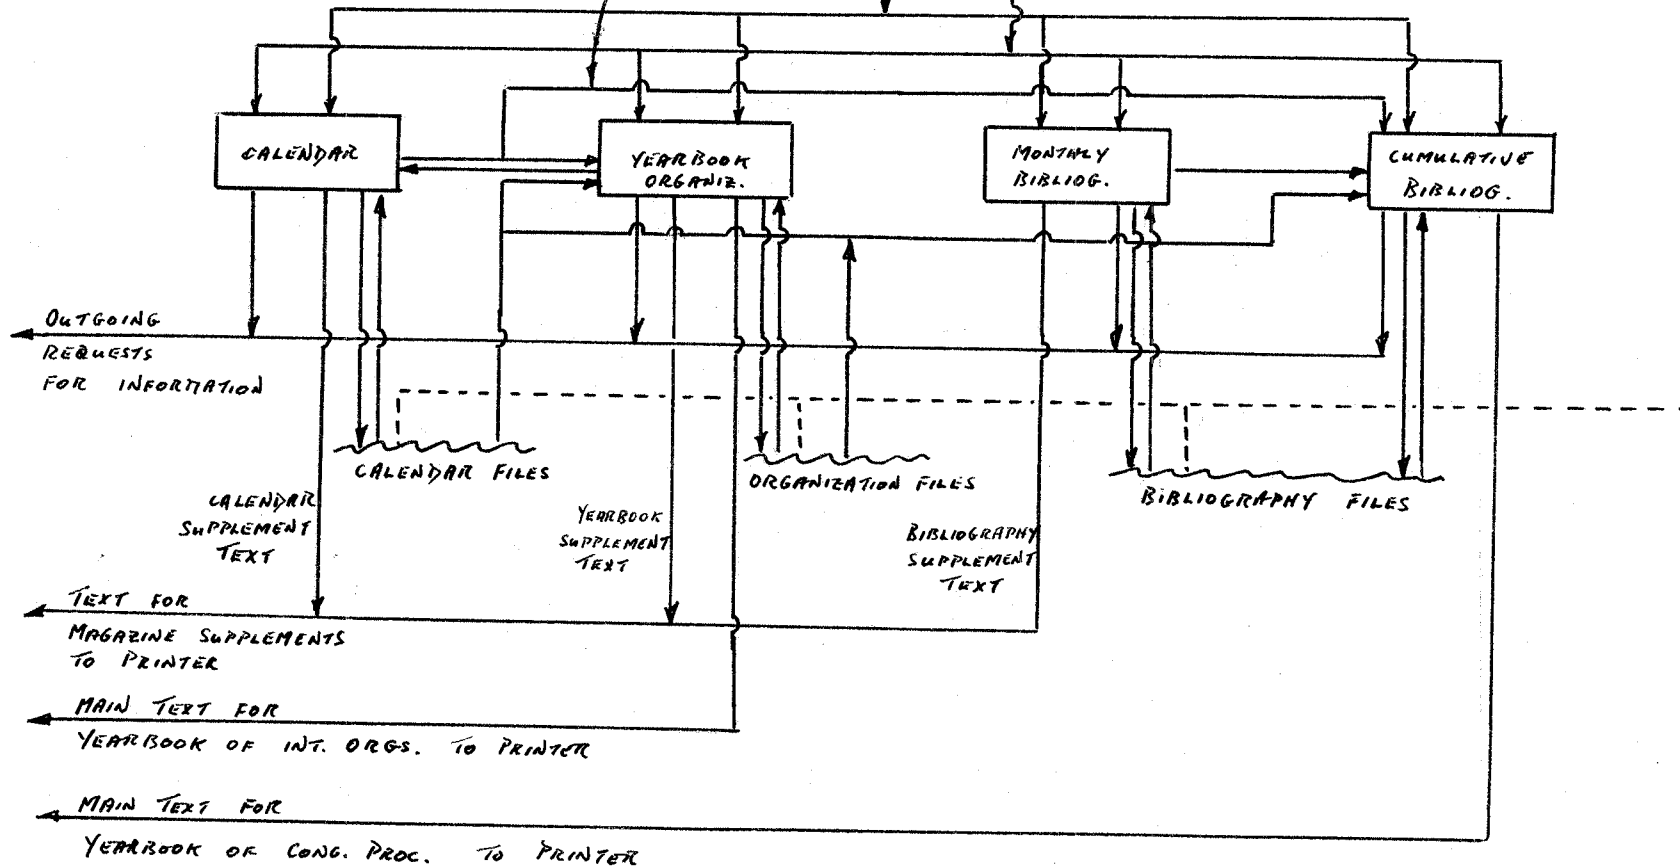 CALENDAR
YEARBOOK
ORGANIZ.
MONTHLY
BIBLIOG.
CUMULATIVE
BIBLIOG.
OUTGOING
REQUESTS
FOR INFORMATION
CALENDAR FILES
ORGANIZATION FILES
BIBLIOGRAPHY FILES
CALENDAR
SUPPLEMENT
TEXT
YEARBOOK
SUPPLEMENT
TEXT
BIBLIOGRAPHY
SUPPLEMENT
TEXT
TEXT FOR
MAGAZINE SUPPLEMENTS
TO PRINTER
MAIN TEXT FOR
YEARBOOK OF INT. ORGS. TO PRINTER
MAIN TEXT FOR
YEARBOOK OF CONG. PROC. TO PRINTER